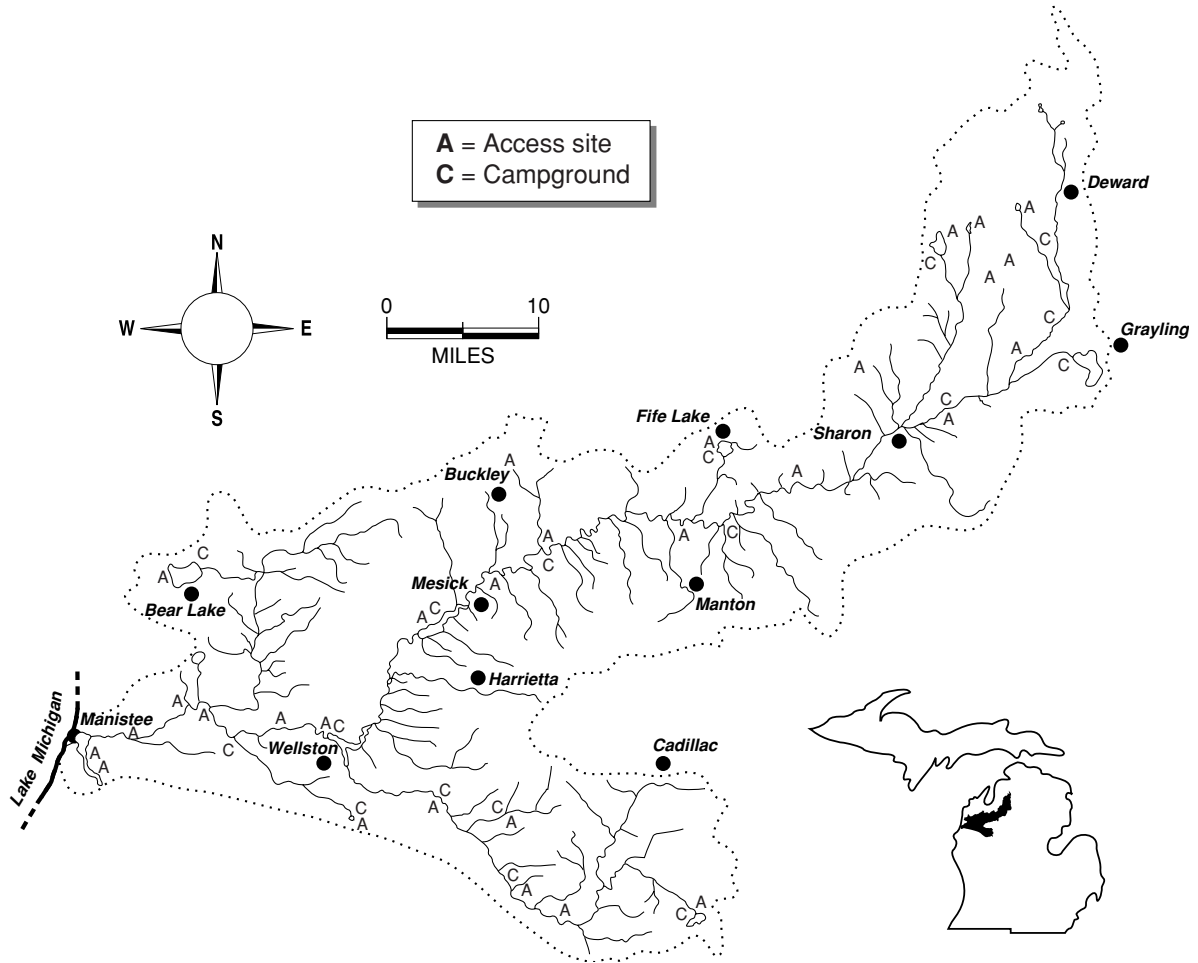 A = Access site
C = Campground
Deward
A
A
A
C
C
A
A
N
W
E
S
0
10
MILES
C
Grayling
A
A
C
C
A
Fife Lake
Sharon
A
C
A
Buckley
A
A
C
A
C
A
C
Bear Lake
Mesick
A
Manton
A
C
Harrietta
Lake Michigan
Manistee
A
A
A
A
A
A
C
C
Wellston
Cadillac
C
A
C
A
C
A
C
A
C
A
A
A
C